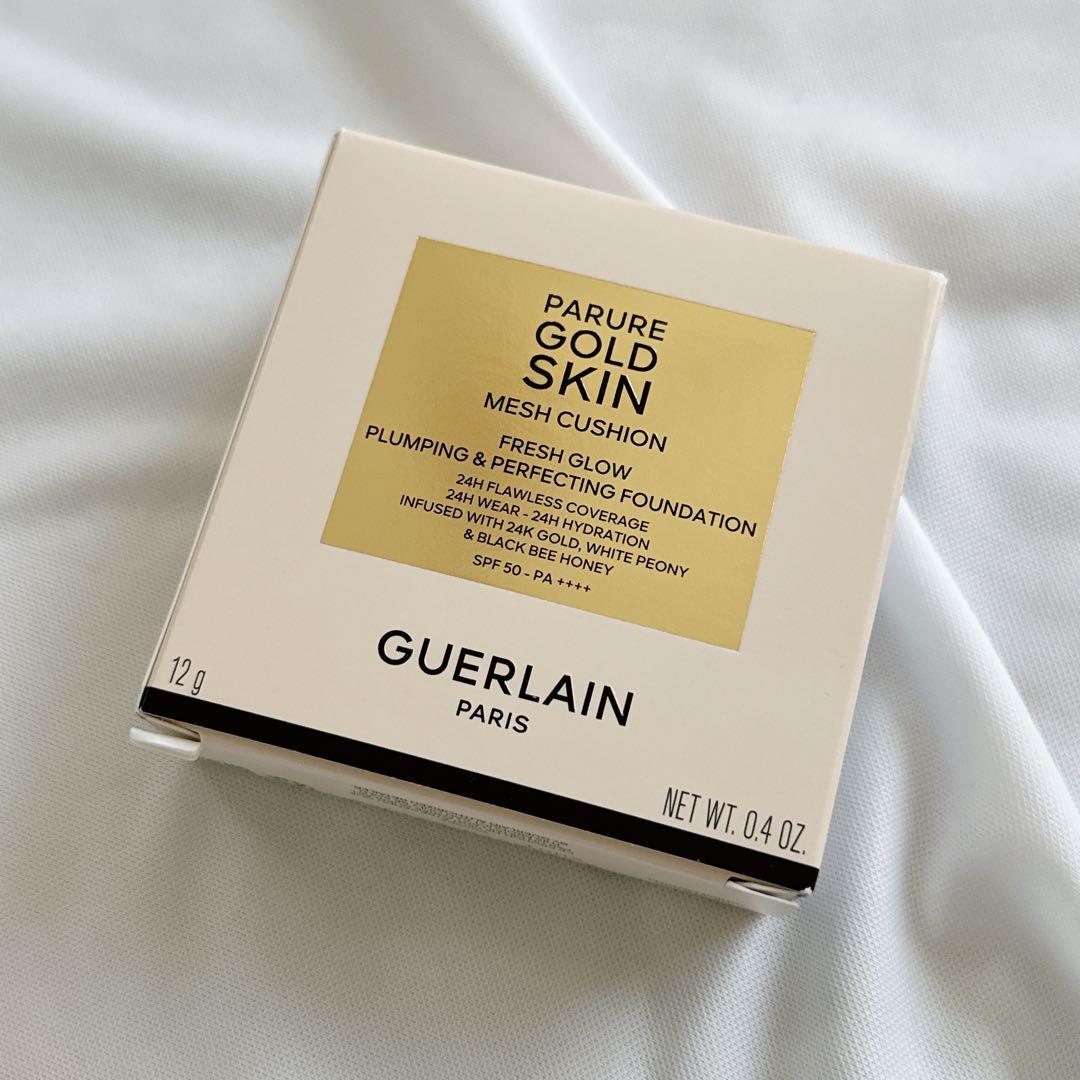 PARURE
GOLD
SKIN
MESH CUSHION
FRESH GLOW
PLUMPING & PERFECTING FOUNDATION
24H FLAWLESS COVERAGE
24H WEAR - 24H HYDRATION
INFUSED WITH 24K GOLD, WHITE PEONY
& BLACK BEE HONEY
SPF 50 - PA ++++
GUERLAIN
PARIS
12 g
NET WT. 0.4 OZ.